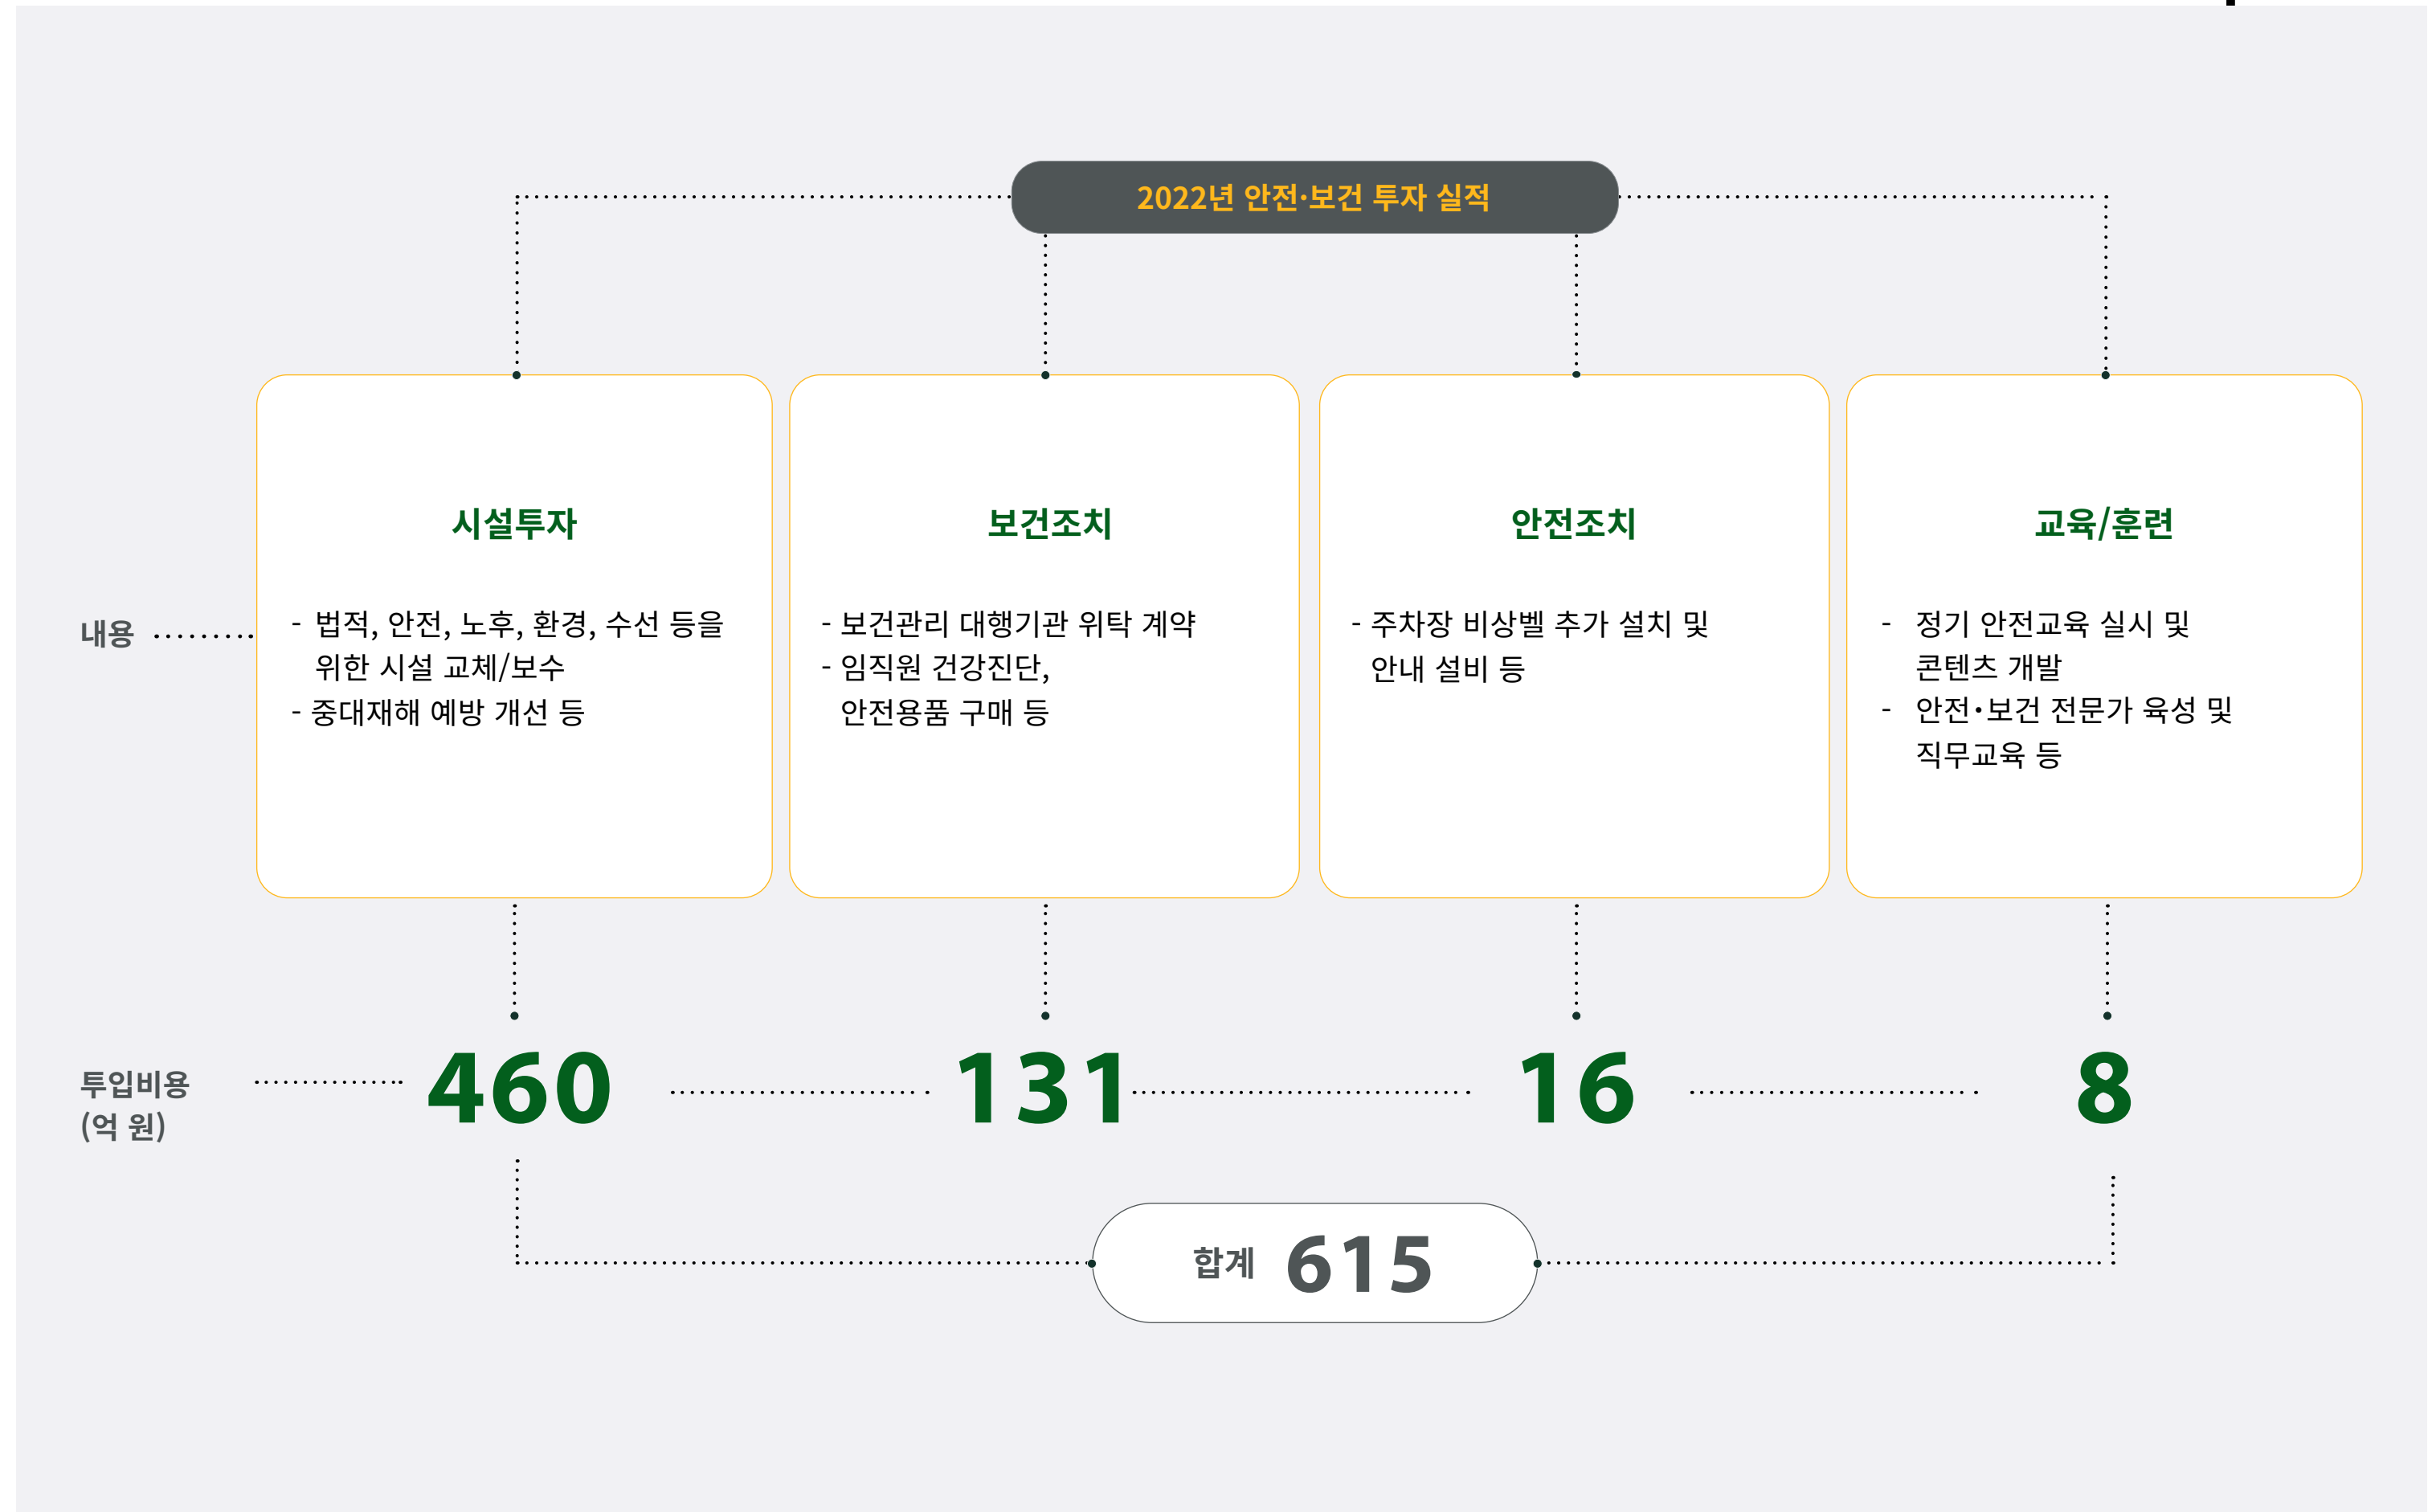 2022년 안전·보건 투자 실적
내용
시설투자
- 법적, 안전, 노후, 환경, 수선 등을
위한 시설 교체/보수
- 중대재해 예방 개선 등
보건조치
- 보건관리 대행기관 위탁 계약
- 임직원 건강진단,
안전용품 구매 등
안전조치
- 주차장 비상벨 추가 설치 및
안내 설비 등
교육/훈련
- 정기 안전교육 실시 및
콘텐츠 개발
- 안전·보건 전문가 육성 및
직무교육 등
투입비용
(억 원)
460
131
16
8
합계 615